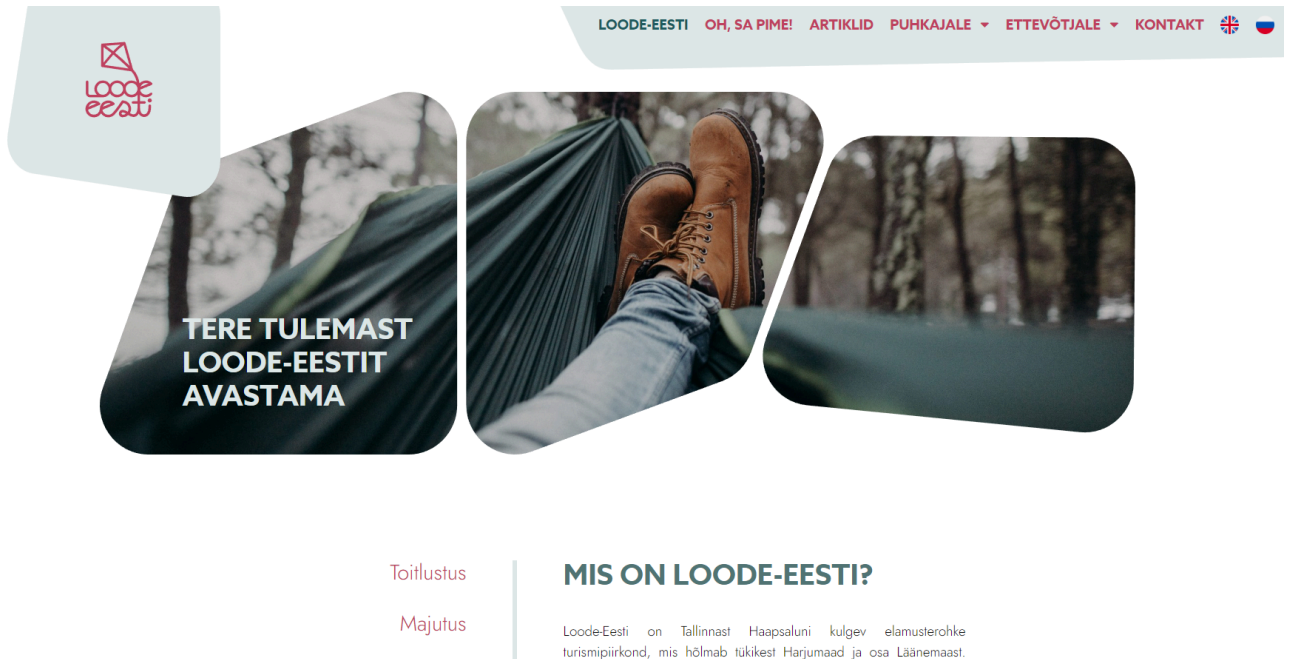 LOODE-EESTI OH, SA PIME! ARTIKLID PUHKAJALE ETTEVÕTJALE KONTAKT
Loode
eesti
TERE TULEMAST
LOODE-EESTIT
AVASTAMA
Toitlustus
Majutus
MIS ON LOODE-EESTI?
Loode-Eesti on Tallinnast Haapsaluni kulgev elamusterohke
turismipiirkond, mis hõlmab tükikest Harjumaad ja osa Läänemaast.